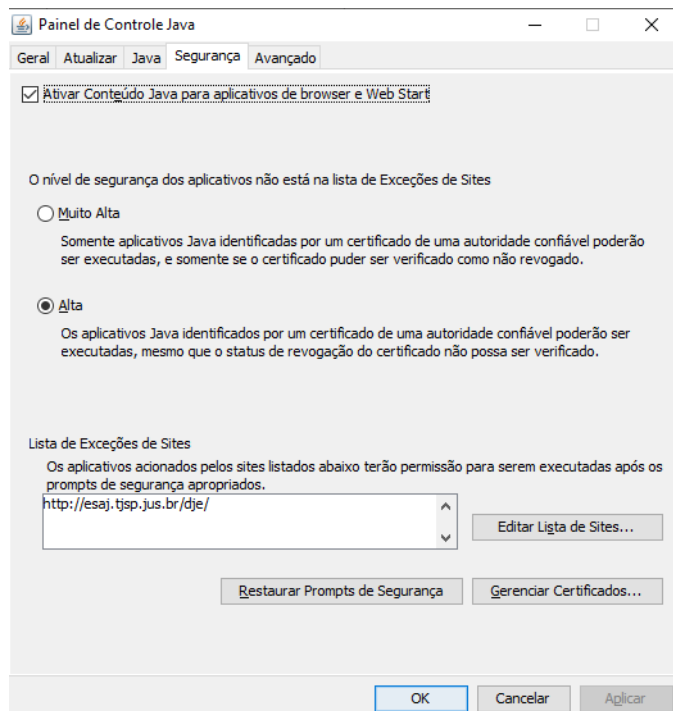 Painel de Controle Java
Geral Atualizar Java Segurança Avançado
Ativar Conteúdo Java para aplicativos de browser e Web Start
O nível de segurança dos aplicativos não está na lista de Exceções de Sites
Muito Alta
Somente aplicativos Java identificadas por um certificado de uma autoridade confiável poderão
ser executadas, e somente se o certificado puder ser verificado como não revogado.
Alta
Os aplicativos Java identificados por um certificado de uma autoridade confiável poderão ser
executadas, mesmo que o status de revogação do certificado não possa ser verificado.
Lista de Exceções de Sites
Os aplicativos acionados pelos sites listados abaixo terão permissão para serem executadas após os
prompts de segurança apropriados.
http://esaj.tjsp.jus.br/dje/
Editar Lista de Sites...
Restaurar Prompts de Segurança Gerenciar Certificados...
OK Cancelar Aplicar